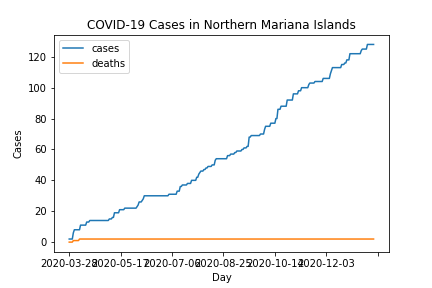 COVID-19 Cases in Northern Mariana Islands
cases
deaths
120
100
80
60
40
20
0
Cases
2020-03-28
2020-05-17
2020-07-06
2020-08-25
2020-10-14
2020-12-03
Day